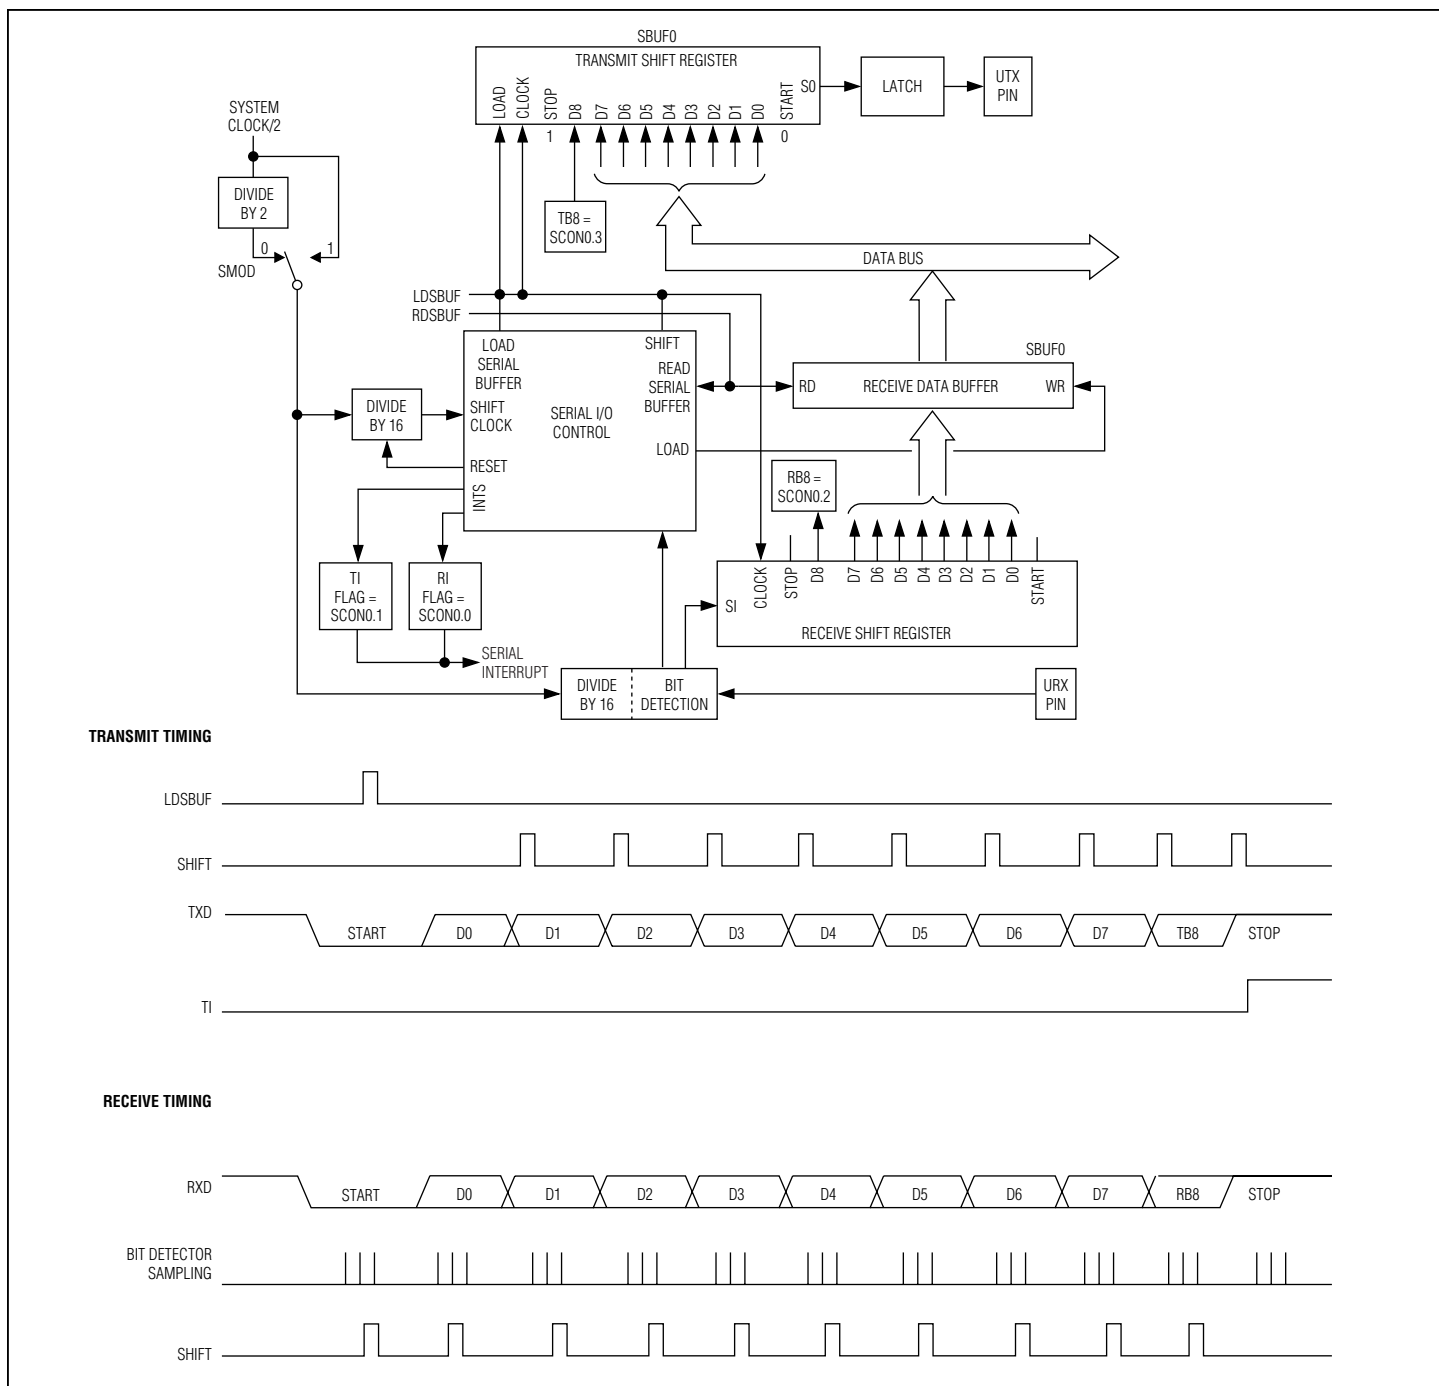 SBUF0
TRANSMIT SHIFT REGISTER
LOAD
CLOCK
STOP
D8
D7
D6
D5
D4
D3
D2
D1
D0
START
S0
1
0
LATCH
UTX
PIN
SYSTEM
CLOCK/2
DIVIDE
BY 2
0
1
SMOD
TB8 =
SCON0.3
DATA BUS
LDSBUF
RDSBUF
LOAD
SERIAL
BUFFER
SHIFT
READ
SERIAL
BUFFER
SHIFT
CLOCK
SERIAL I/O
CONTROL
LOAD
RESET
INTS
DIVIDE
BY 16
SBUF0
RD
RECEIVE DATA BUFFER
WR
RB8 =
SCON0.2
TI
FLAG =
SCON0.1
RI
FLAG =
SCON0.0
SERIAL
INTERRUPT
CLOCK
STOP
D8
D7
D6
D5
D4
D3
D2
D1
D0
START
SI
RECEIVE SHIFT REGISTER
DIVIDE
BY 16
BIT
DETECTION
URX
PIN
TRANSMIT TIMING
LDSBUF
SHIFT
TXD
START
D0
D1
D2
D3
D4
D5
D6
D7
TB8
STOP
TI
RECEIVE TIMING
RXD
START
D0
D1
D2
D3
D4
D5
D6
D7
RB8
STOP
BIT DETECTOR
SAMPLING
SHIFT